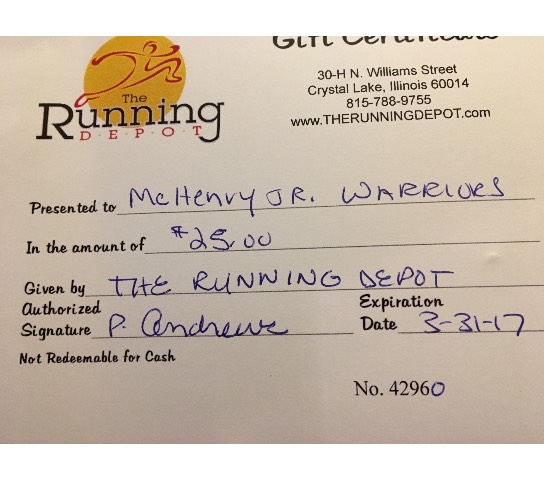 Gift Certificate
The
Running
D·E·P·O·T
30-H N. Williams Street
Crystal Lake, Illinois 60014
815-788-9755
www.THERUNNINGDEPOT.com
Presented to McHenry JR. WARRIORS
In the amount of $25.00
Given by THE RUNNING DEPOT
Authorized Signature P. Andrews
Expiration Date 3-31-17
Not Redeemable for Cash
No. 42960